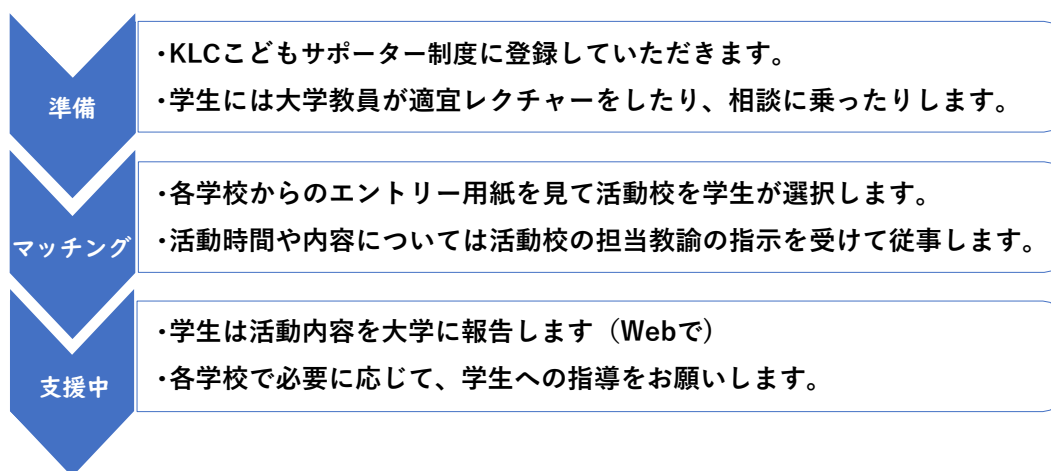 準備
・KLCこどもサポーター制度に登録していただきます。
・学生には大学教員が適宜レクチャーをしたり、相談に乗ったりします。
マッチング
・各学校からのエントリー用紙を見て活動校を学生が選択します。
・活動時間や内容については活動校の担当教諭の指示を受けて従事します。
支援中
・学生は活動内容を大学に報告します（Webで）
・各学校で必要に応じて、学生への指導をお願いします。